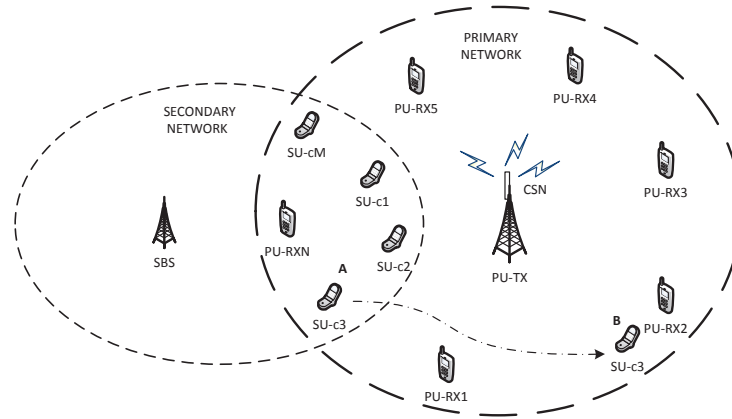 PRIMARY
NETWORK
PU-RX5
PU-RX4
SECONDARY
NETWORK
SU-cM
SU-c1
PU-RX3
CSN
PU-RXN
SU-c2
SBS
PU-TX
A
SU-c3
B
PU-RX2
SU-c3
PU-RX1